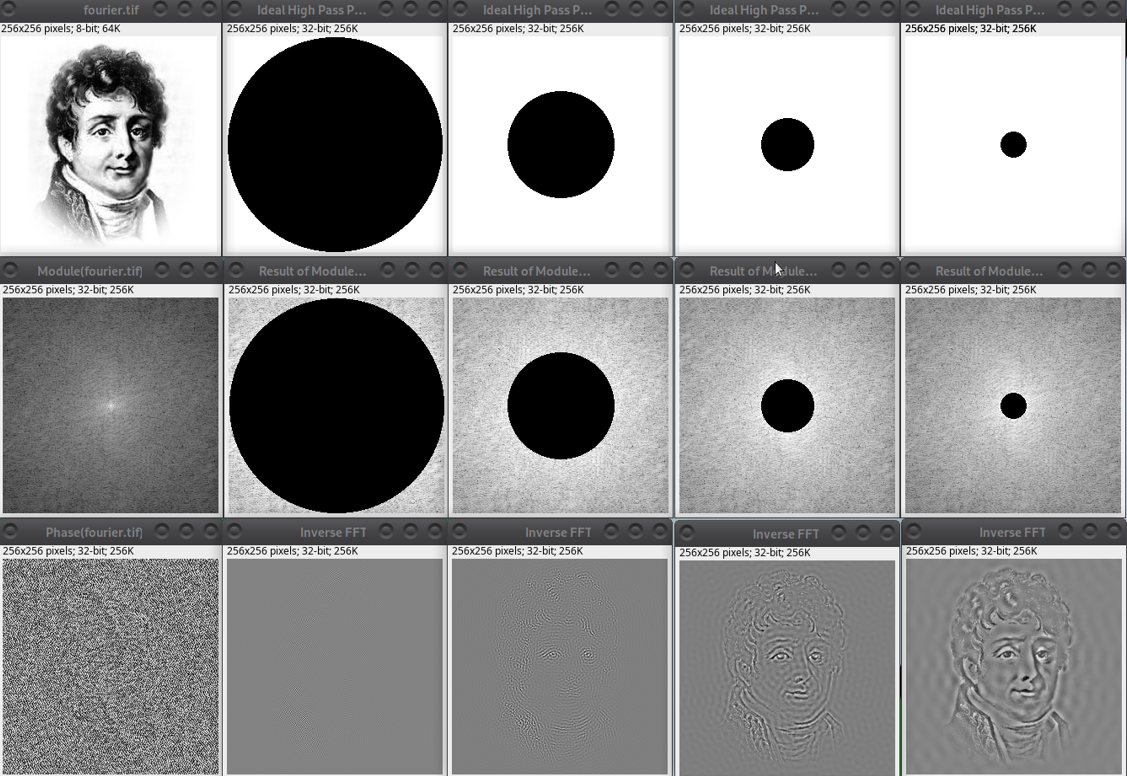 fourier.tif
Ideal High Pass P...
Ideal High Pass P...
Ideal High Pass P...
Ideal High Pass P...
256x256 pixels; 8-bit; 64K
256x256 pixels; 32-bit; 256K
256x256 pixels; 32-bit; 256K
256x256 pixels; 32-bit; 256K
256x256 pixels; 32-bit; 256K
Module(fourier.tif)
Result of Module...
Result of Module...
Result of Module...
Result of Module...
256x256 pixels; 32-bit; 256K
256x256 pixels; 32-bit; 256K
256x256 pixels; 32-bit; 256K
256x256 pixels; 32-bit; 256K
256x256 pixels; 32-bit; 256K
Phase(fourier.tif)
Inverse FFT
Inverse FFT
Inverse FFT
Inverse FFT
256x256 pixels; 32-bit; 256K
256x256 pixels; 32-bit; 256K
256x256 pixels; 32-bit; 256K
256x256 pixels; 32-bit; 256K
256x256 pixels; 32-bit; 256K